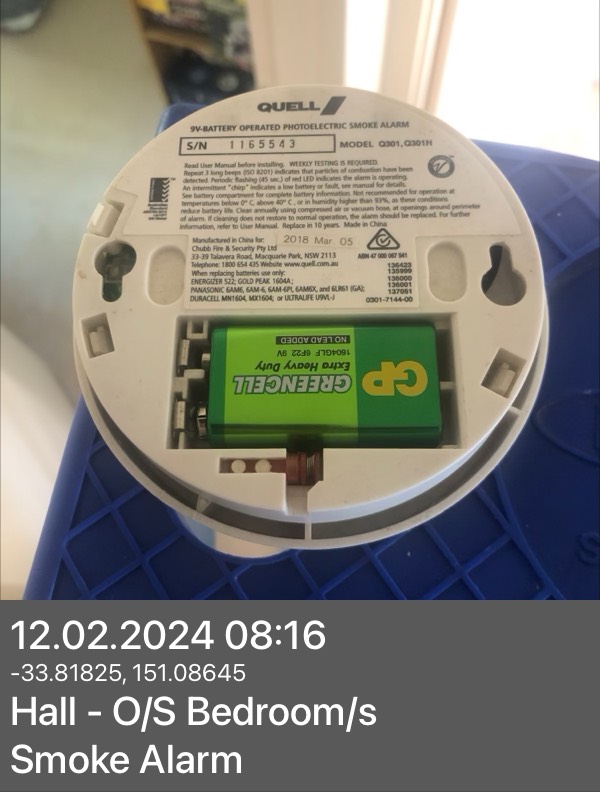 QUELL
9V-BATTERY OPERATED PHOTOELECTRIC SMOKE ALARM
S/N 1165543 MODEL Q301, Q301H
Read User Manual before installing. WEEKLY TESTING IS REQUIRED.
Repeat 3 long beeps (ISO 8201) indicates that particles of combustion have been
detected. Periodic flashing (45 sec.) of red LED indicates the alarm is operating.
An intermittent "chirp" indicates a low battery or fault, see manual for details.
See battery compartment for complete battery information. Not recommended for operation at
temperatures below 0° C, above 40° C, or in humidity higher than 93%, as these conditions
reduce battery life. Clean annually using compressed air or vacuum hose, at openings around perimeter
of alarm. If cleaning does not restore to normal operation, the alarm should be replaced. For further
information, refer to User Manual. Replace in 10 years. Made in China
Manufactured in China for: 2018 Mar. 05
Chubb Fire & Security Pty Ltd
33-39 Talavera Road, Macquarie Park, NSW 2113
Telephone: 1800 654 435 Website www.quell.com.au
When replacing batteries use only:
ENERGIZER 522; GOLD PEAK 1604A;
PANASONIC 6AM6, 6AM-6, 6AM-6PI, 6AM6X, and 6LR61 (GA);
DURACELL MN1604, MX1604; or ULTRALIFE U9VL-J
ABN 47 000 067 541
136423
135999
136000
136001
137051
0301-7144-00
GP GREENCELL
Extra Heavy Duty
1604GLF 6F22 9V
NO LEAD ADDED
12.02.2024 08:16
-33.81825, 151.08645
Hall - O/S Bedroom/s
Smoke Alarm